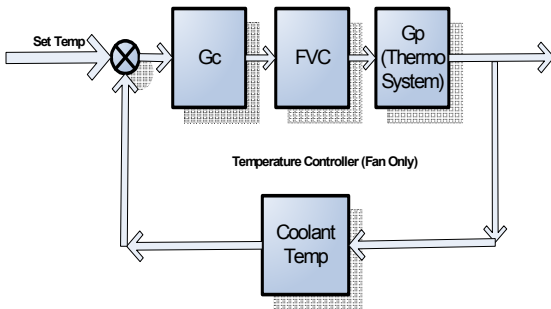 Set Temp
Gc
FVC
Gp
(Thermo
System)
Temperature Controller (Fan Only)
Coolant
Temp